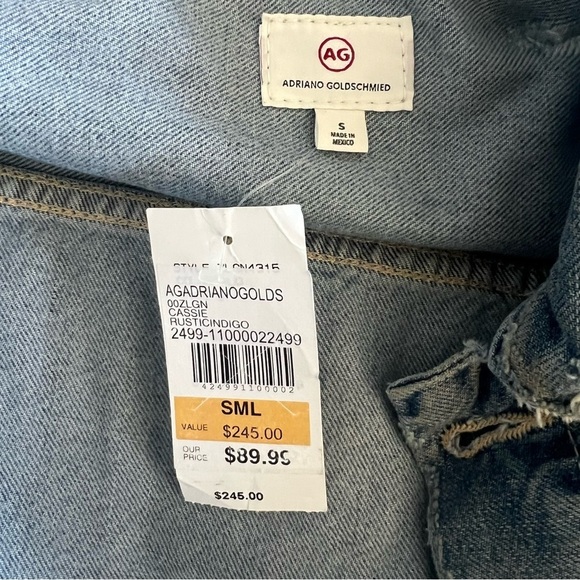 AG
ADRIANO GOLDSCHMIED
S
MADE IN
MEXICO
AGADRIANOGOLDS
00ZLGN
CASSIE
RUSTICINDIGO
2499-11000022499
424991100002
SML
VALUE $245.00
OUR
PRICE $89.99
$245.00